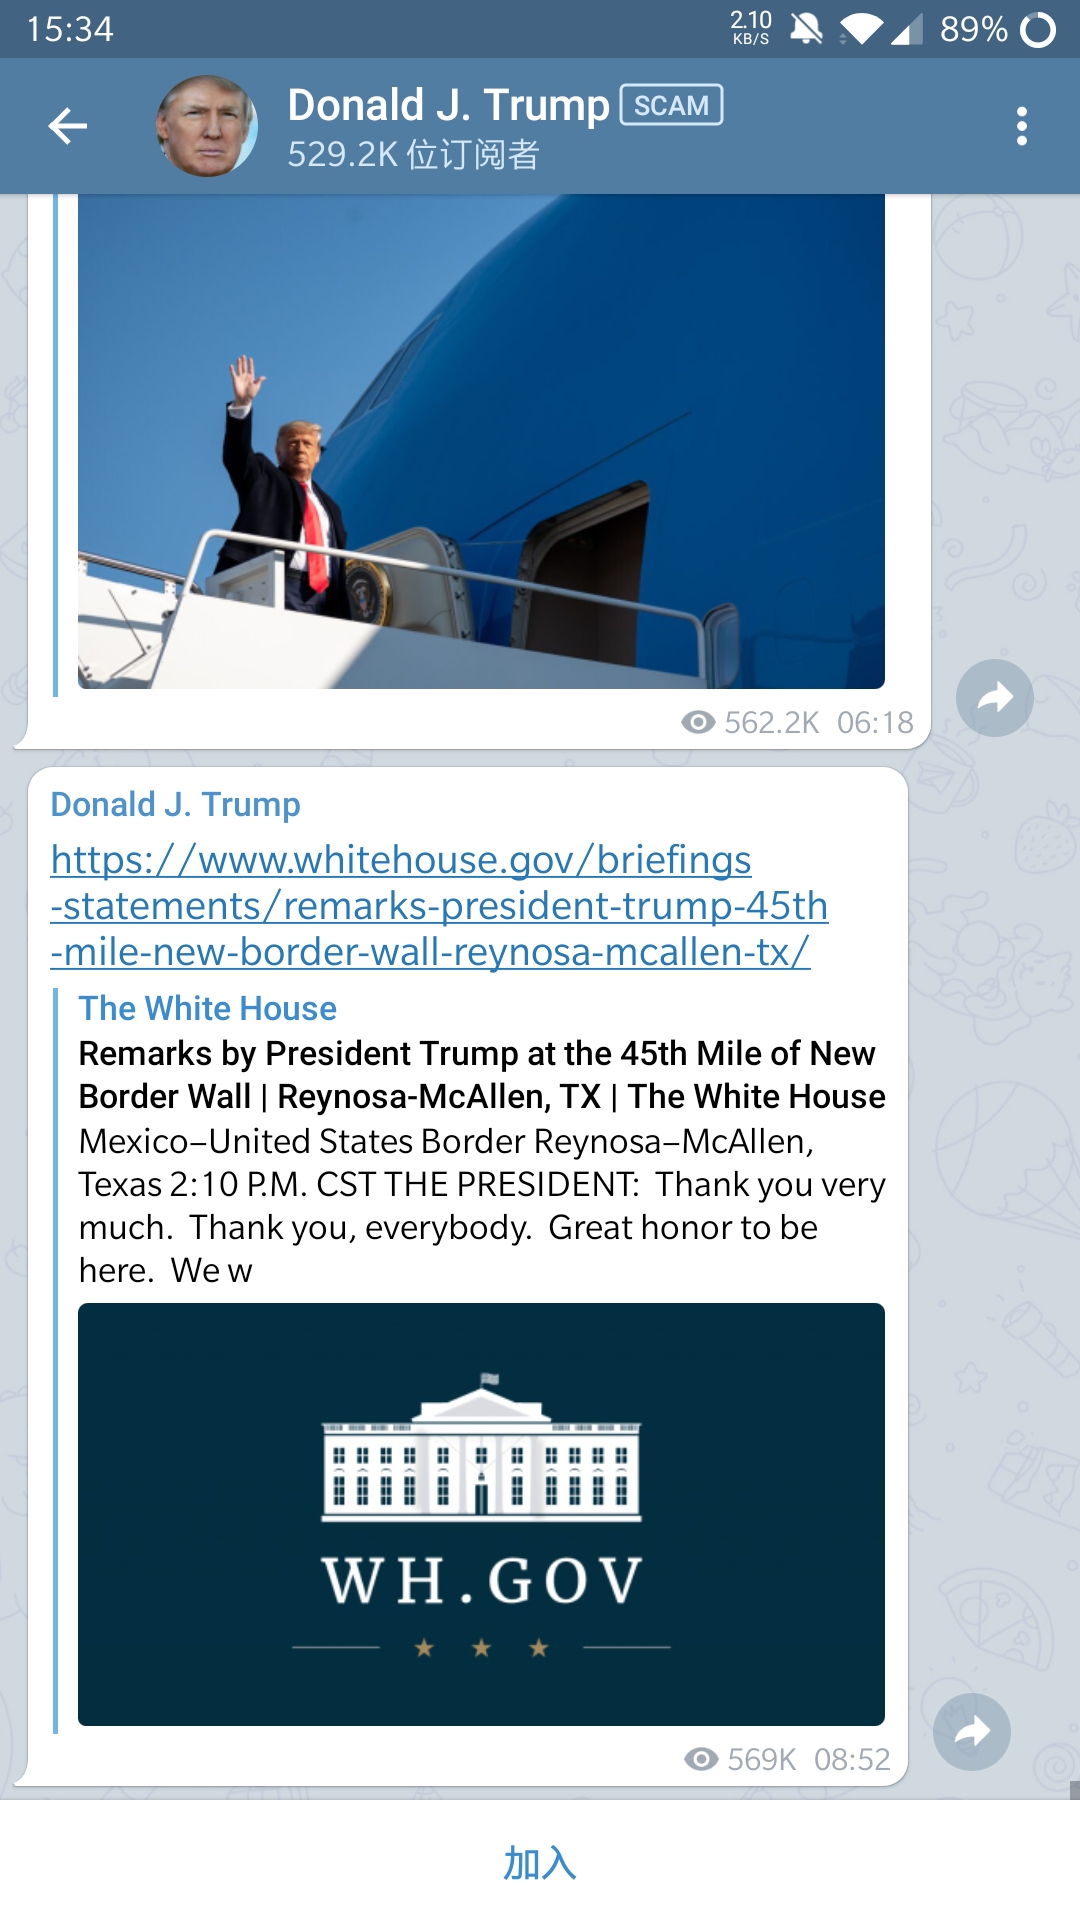 15:34
2.10
KB/S
89%
Donald J. Trump SCAM
529.2K 位订阅者
562.2K 06:18
Donald J. Trump
https://www.whitehouse.gov/briefings
-statements/remarks-president-trump-45th
-mile-new-border-wall-reynosa-mcallen-tx/
The White House
Remarks by President Trump at the 45th Mile of New
Border Wall | Reynosa-McAllen, TX | The White House
Mexico–United States Border Reynosa–McAllen,
Texas 2:10 P.M. CST THE PRESIDENT:  Thank you very
much.  Thank you, everybody.  Great honor to be
here.  We w
WH.GOV
569K 08:52
加入